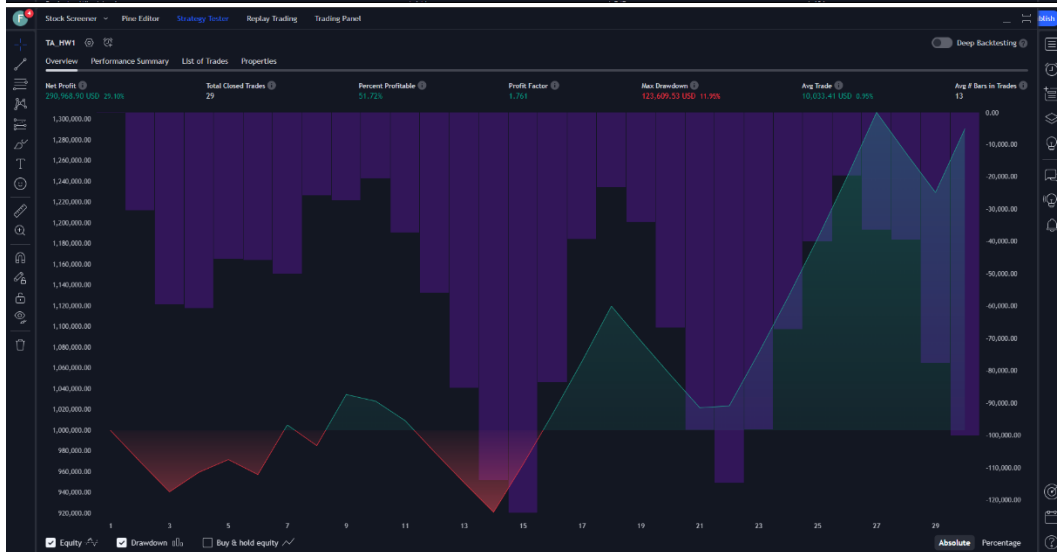 F 4 Stock Screener Pine Editor Strategy Tester Replay Trading Trading Panel blish
TA_HW1 Deep Backtesting
Overview Performance Summary List of Trades Properties
Net Profit Total Closed Trades Percent Profitable Profit Factor Max Drawdown Avg Trade Avg # Bars in Trades
290,968.90 USD 29.10% 29 51.72% 1.761 123,609.53 USD 11.95% 10,033.41 USD 8.95% 13
1,300,000.00 0.00
1,280,000.00 -10,000.00
1,260,000.00
1,240,000.00 -20,000.00
1,220,000.00 -30,000.00
1,200,000.00
1,180,000.00 -40,000.00
1,160,000.00
1,140,000.00 -50,000.00
1,120,000.00 -60,000.00
1,100,000.00
1,080,000.00 -70,000.00
1,060,000.00 -80,000.00
1,040,000.00
1,020,000.00 -90,000.00
1,000,000.00 -100,000.00
980,000.00
960,000.00 -110,000.00
940,000.00 -120,000.00
920,000.00
1 3 5 7 9 11 13 15 17 19 21 23 25 27 29
Equity Drawdown Buy & hold equity Absolute Percentage